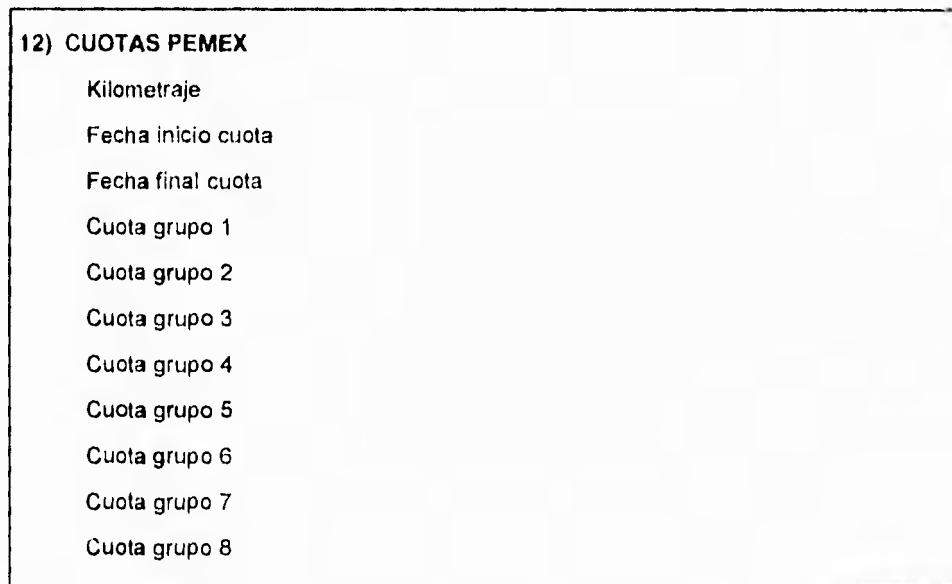 12) CUOTAS PEMEX
Kilometraje
Fecha inicio cuota
Fecha final cuota
Cuota grupo 1
Cuota grupo 2
Cuota grupo 3
Cuota grupo 4
Cuota grupo 5
Cuota grupo 6
Cuota grupo 7
Cuota grupo 8